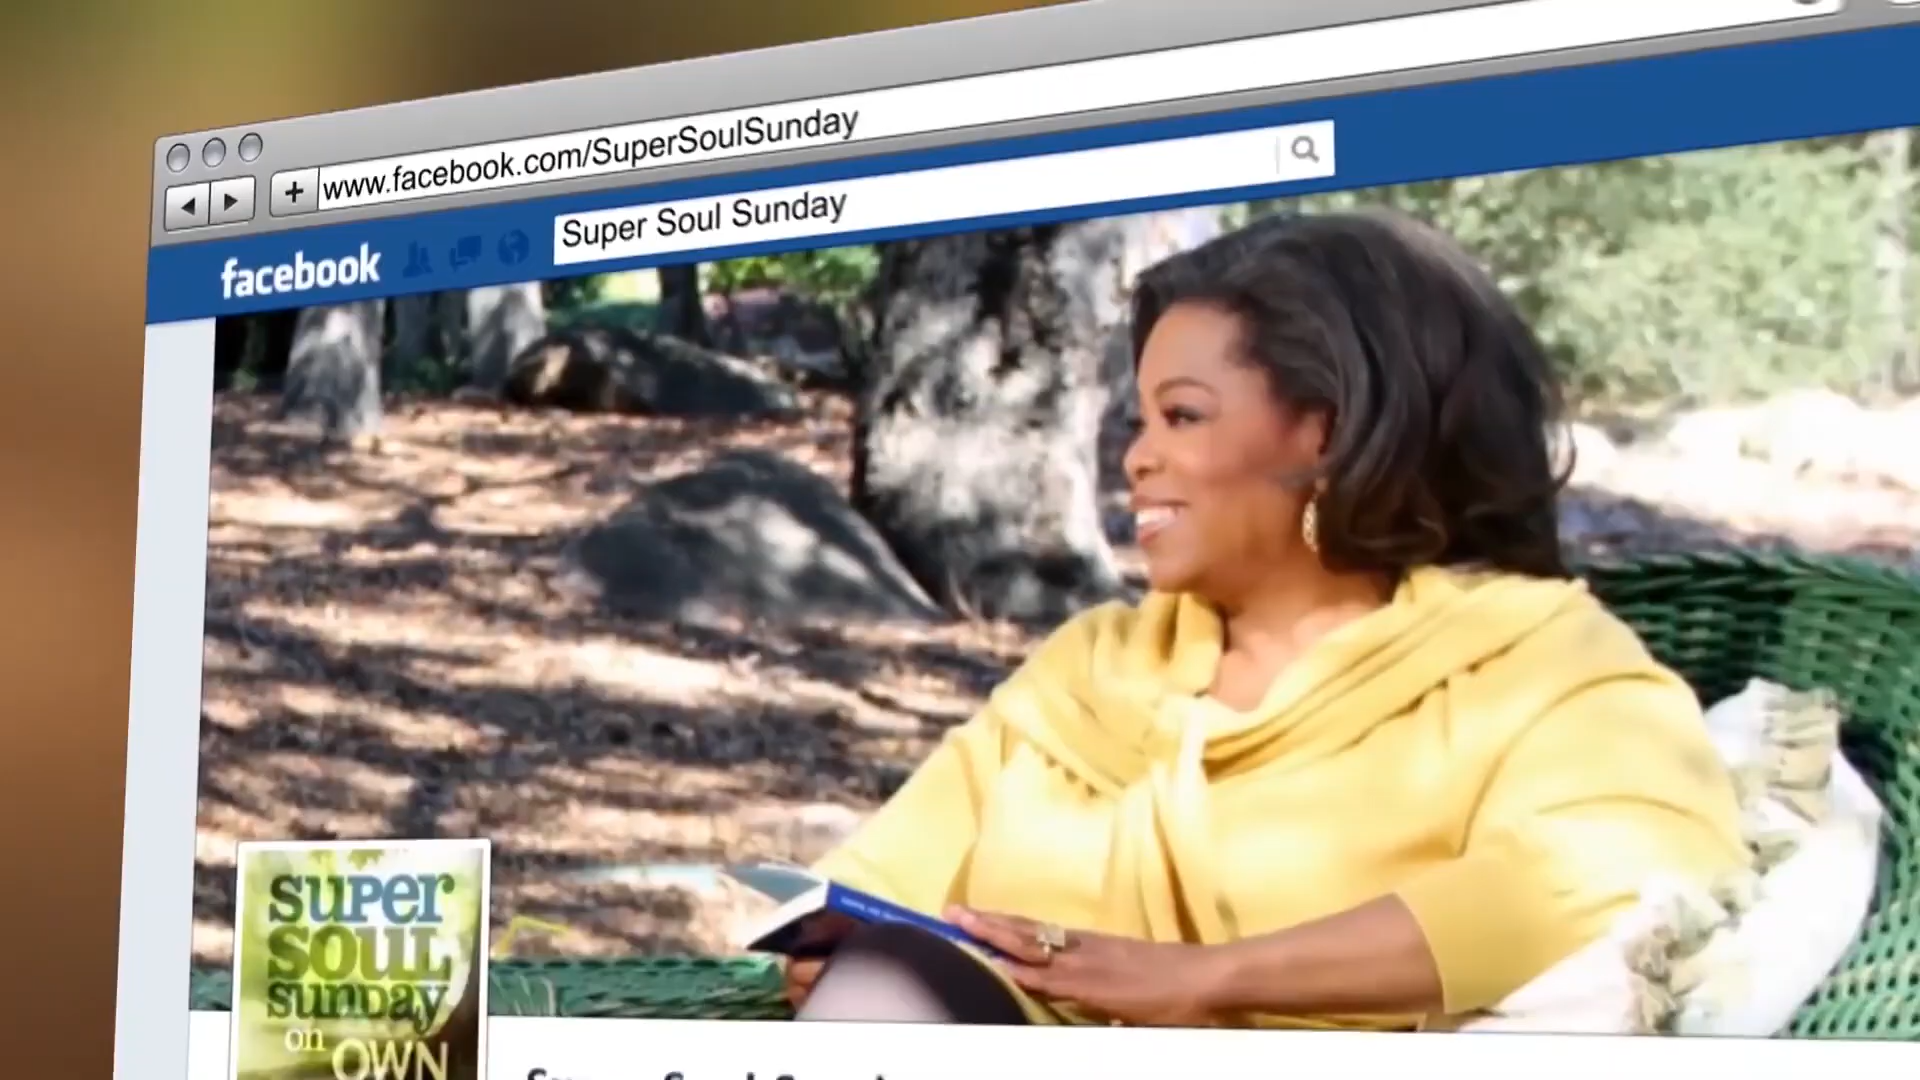 www.facebook.com/SuperSoulSunday
facebook
Super Soul Sunday
super
soul
sunday
on
OWN